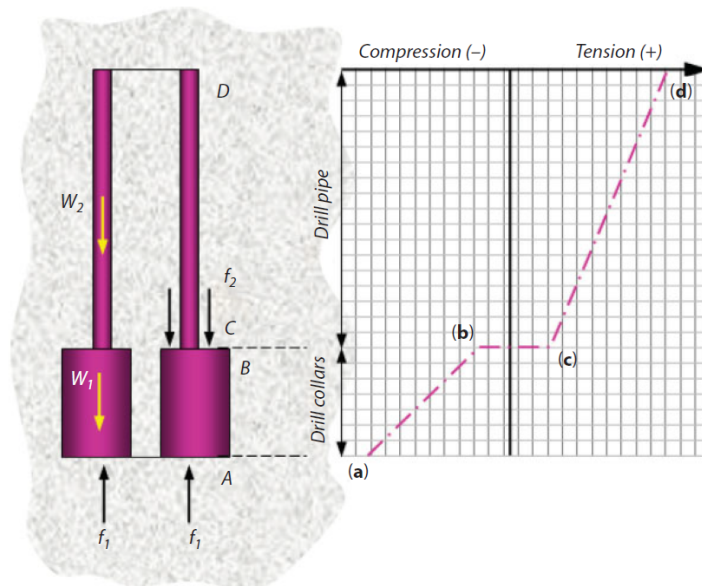 Compression (–)
Tension (+)
D
(d)
W2
Drill pipe
f2
C
(b)
(c)
B
W1
Drill collars
A
(a)
f1
f1